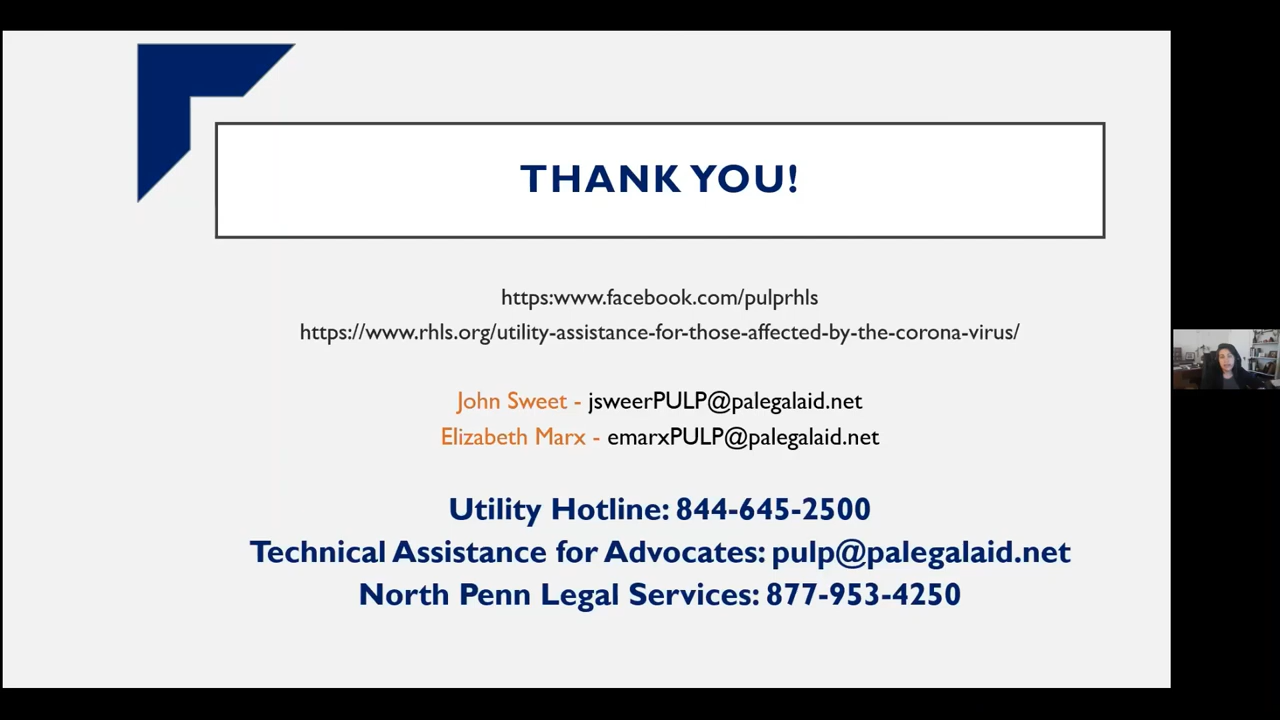 THANK YOU!
https:www.facebook.com/pulprhls
https://www.rhls.org/utility-assistance-for-those-affected-by-the-corona-virus/
John Sweet - jsweerPULP@palegalaid.net
Elizabeth Marx - emarxPULP@palegalaid.net
Utility Hotline: 844-645-2500
Technical Assistance for Advocates: pulp@palegalaid.net
North Penn Legal Services: 877-953-4250